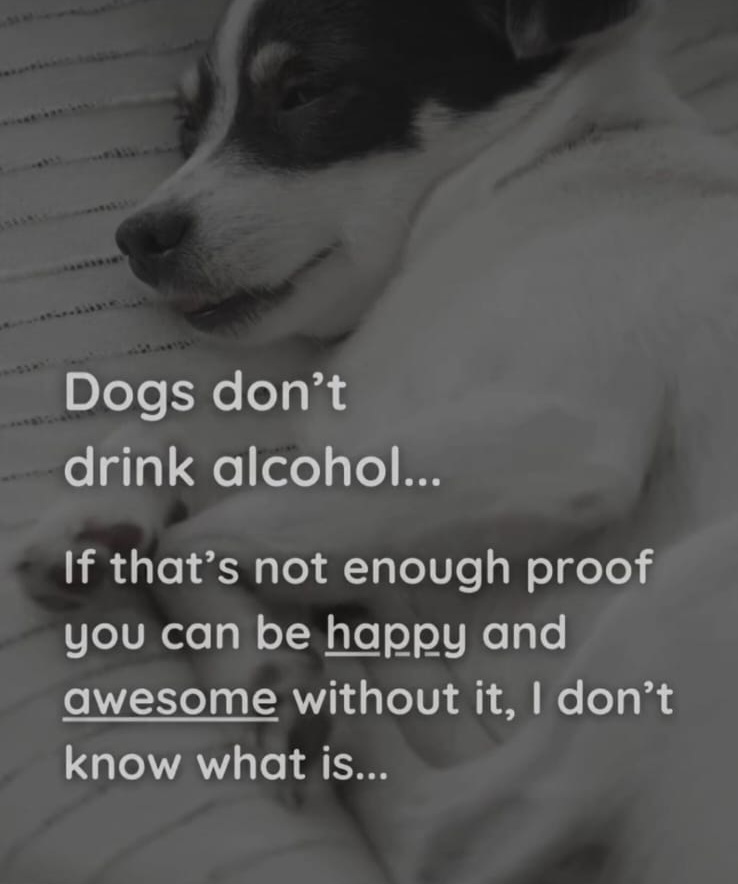 Dogs don’t
drink alcohol...
If that’s not enough proof
you can be happy and
awesome without it, I don’t
know what is...